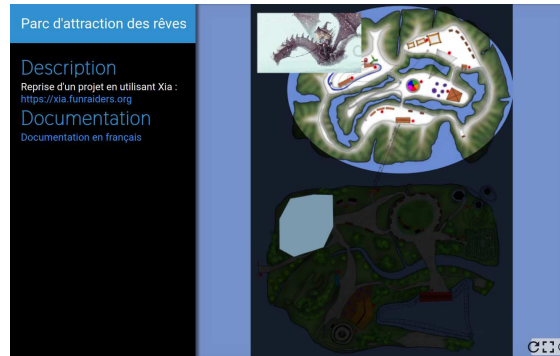 Parc d'attraction des rêves
Description
Reprise d'un projet en utilisant Xia :
https://xia.funraiders.org
Documentation
Documentation en français